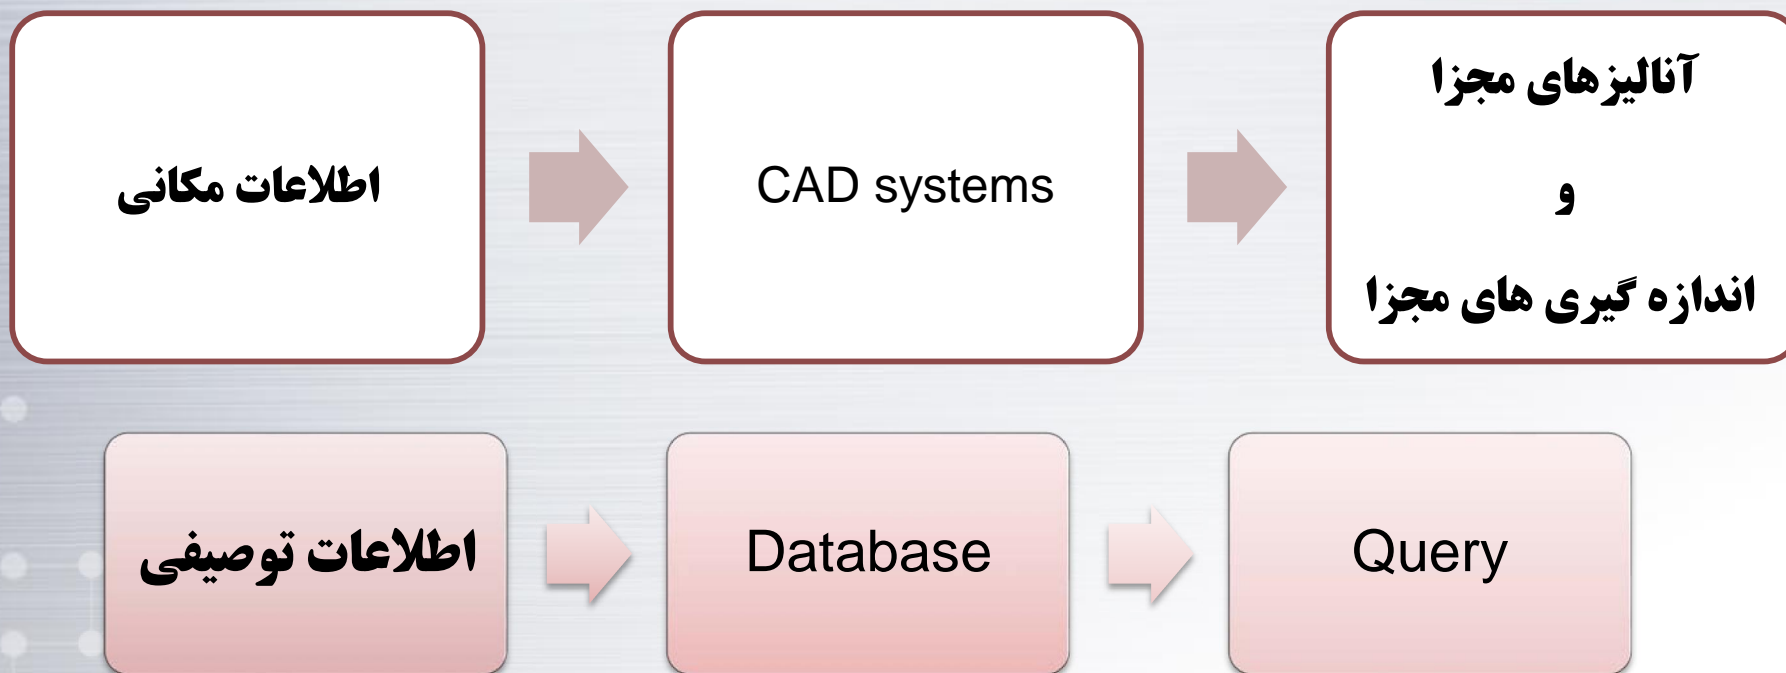 اطلاعات مکانی
CAD systems
آنالیزهای مجزا
و
اندازه گیری های مجزا
اطلاعات توصیفی
Database
Query